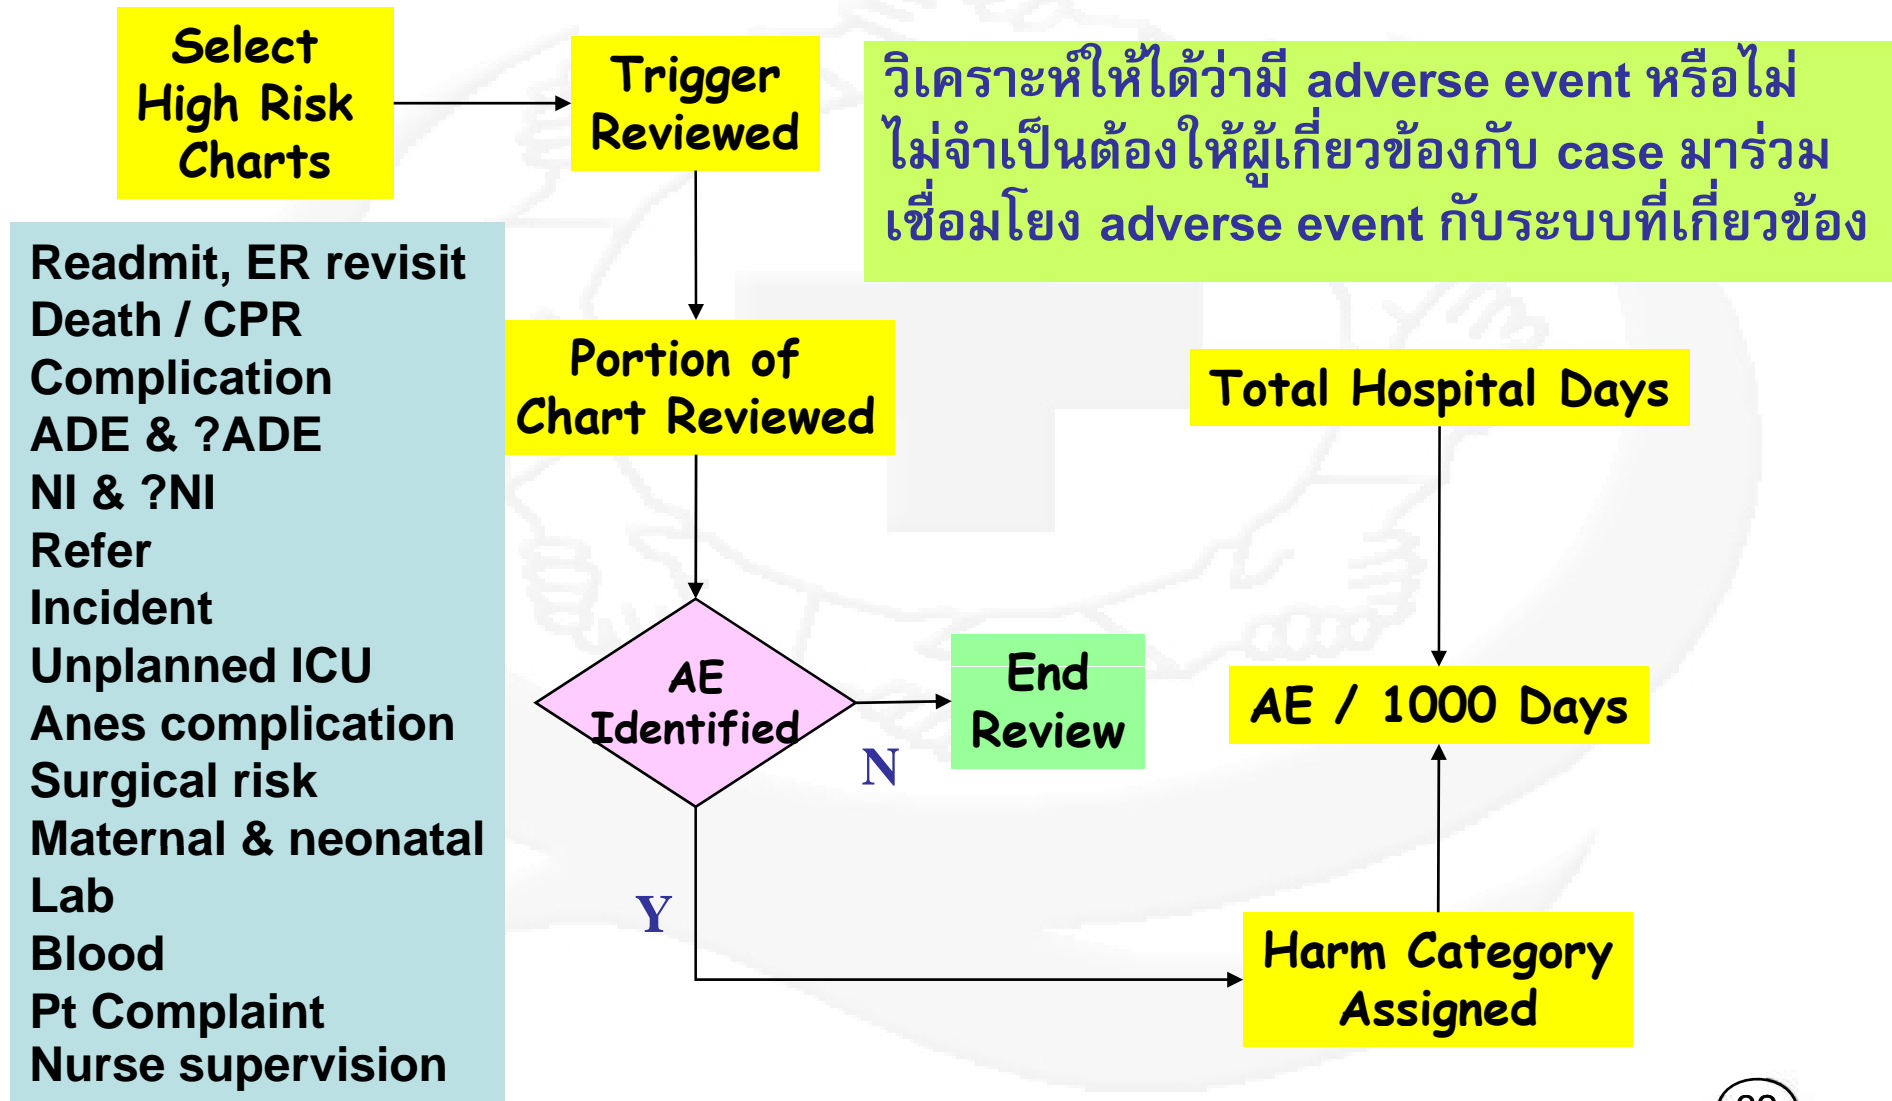 Select
High Risk
Charts
Trigger
Reviewed
วิเคราะห์ให้ได้ว่ามี adverse event หรือไม่
ไม่จำเป็นต้องให้ผู้เกี่ยวข้องกับ case มาร่วม
เชื่อมโยง adverse event กับระบบที่เกี่ยวข้อง
Readmit, ER revisit
Death / CPR
Complication
ADE & ?ADE
NI & ?NI
Refer
Incident
Unplanned ICU
Anes complication
Surgical risk
Maternal & neonatal
Lab
Blood
Pt Complaint
Nurse supervision
Portion of
Chart Reviewed
Total Hospital Days
AE
Identified
N
End
Review
AE / 1000 Days
Y
Harm Category
Assigned